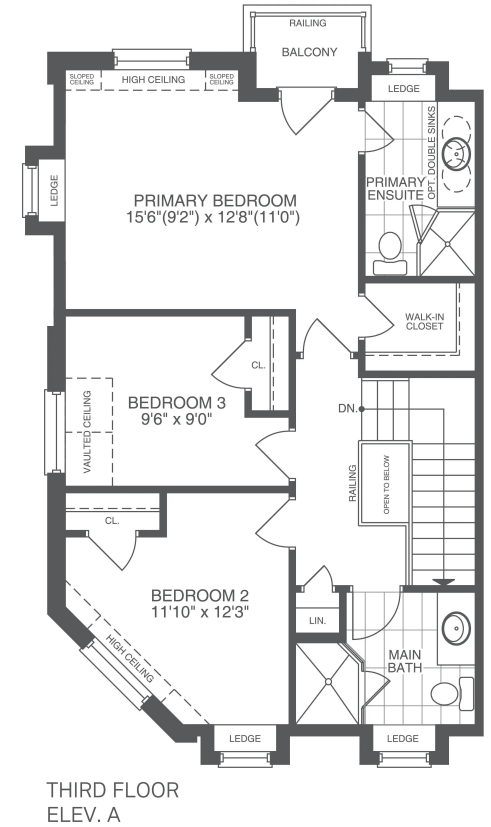 RAILING
BALCONY
SLOPED
CEILING
HIGH CEILING
SLOPED
CEILING
LEDGE
OPT. DOUBLE SINKS
LEDGE
PRIMARY BEDROOM
15'6"(9'2") x 12'8"(11'0")
PRIMARY
ENSUITE
WALK-IN
CLOSET
CL.
BEDROOM 3
9'6" x 9'0"
VAULTED CEILING
DN.
RAILING
OPEN TO BELOW
CL.
BEDROOM 2
11'10" x 12'3"
HIGH CEILING
LIN.
MAIN
BATH
LEDGE
LEDGE
THIRD FLOOR
ELEV. A